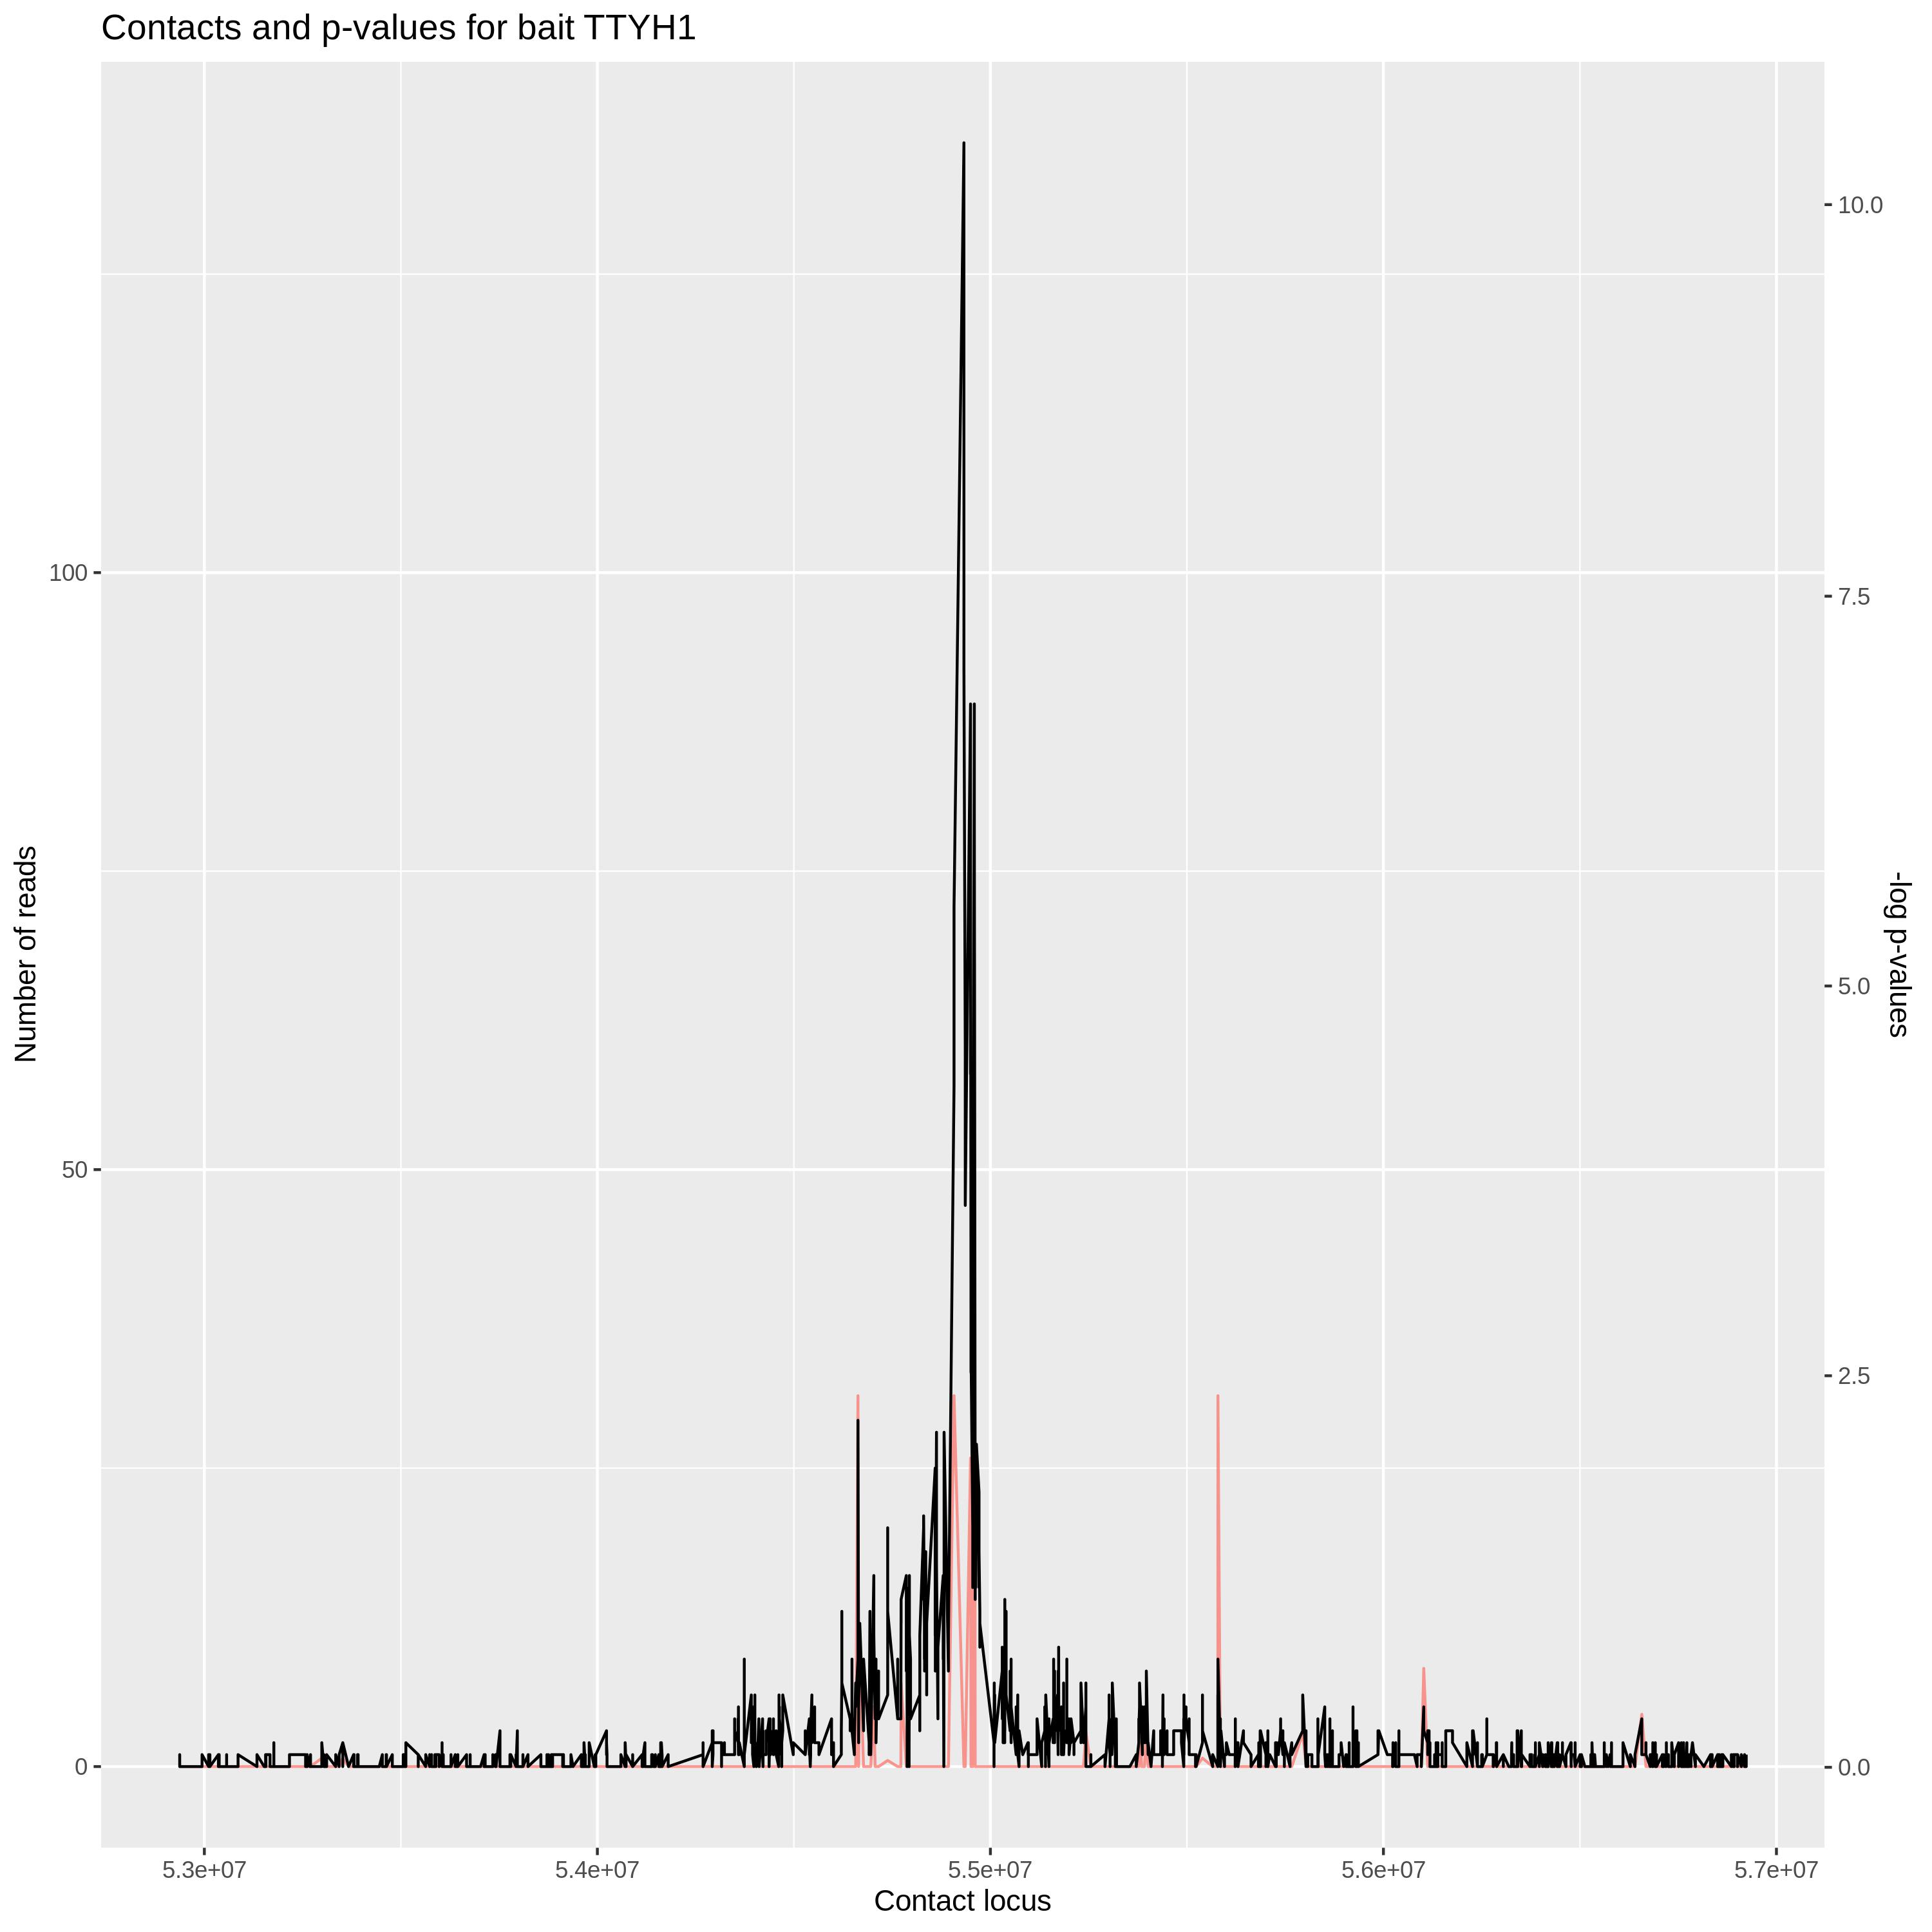 Contacts and p-values for bait TTYH1
Number of reads
100
50
0
10.0
7.5
5.0
2.5
0.0
-log p-values
5.3e+07
5.4e+07
5.5e+07
5.6e+07
5.7e+07
Contact locus